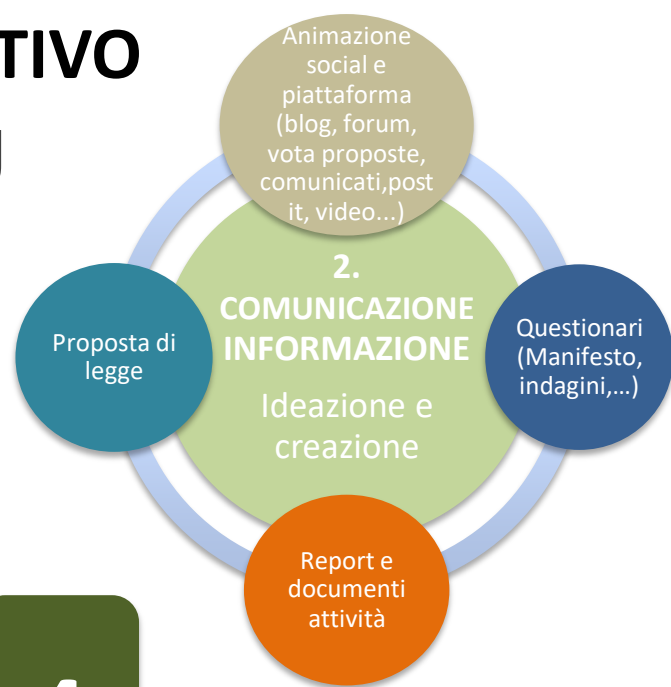 TIVO
Animazione
social e
piattaforma
(blog, forum,
vota proposte,
comunicati,post
it, video...)
2.
COMUNICAZIONE
INFORMAZIONE
Ideazione e
creazione
Proposta di
legge
Questionari
(Manifesto,
indagini,...)
Report e
documenti
attività